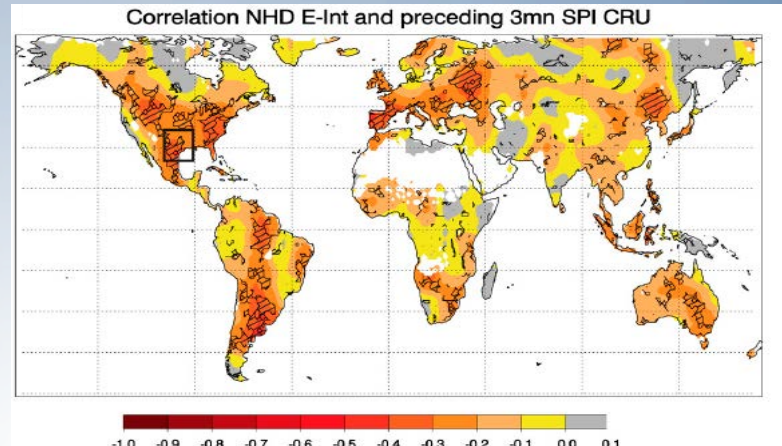 Correlation NHD E-Int and preceding 3mn SPI CRU
-1.0 -0.9 -0.8 -0.7 -0.6 -0.5 -0.4 -0.3 -0.2 -0.1 0.0 0.1